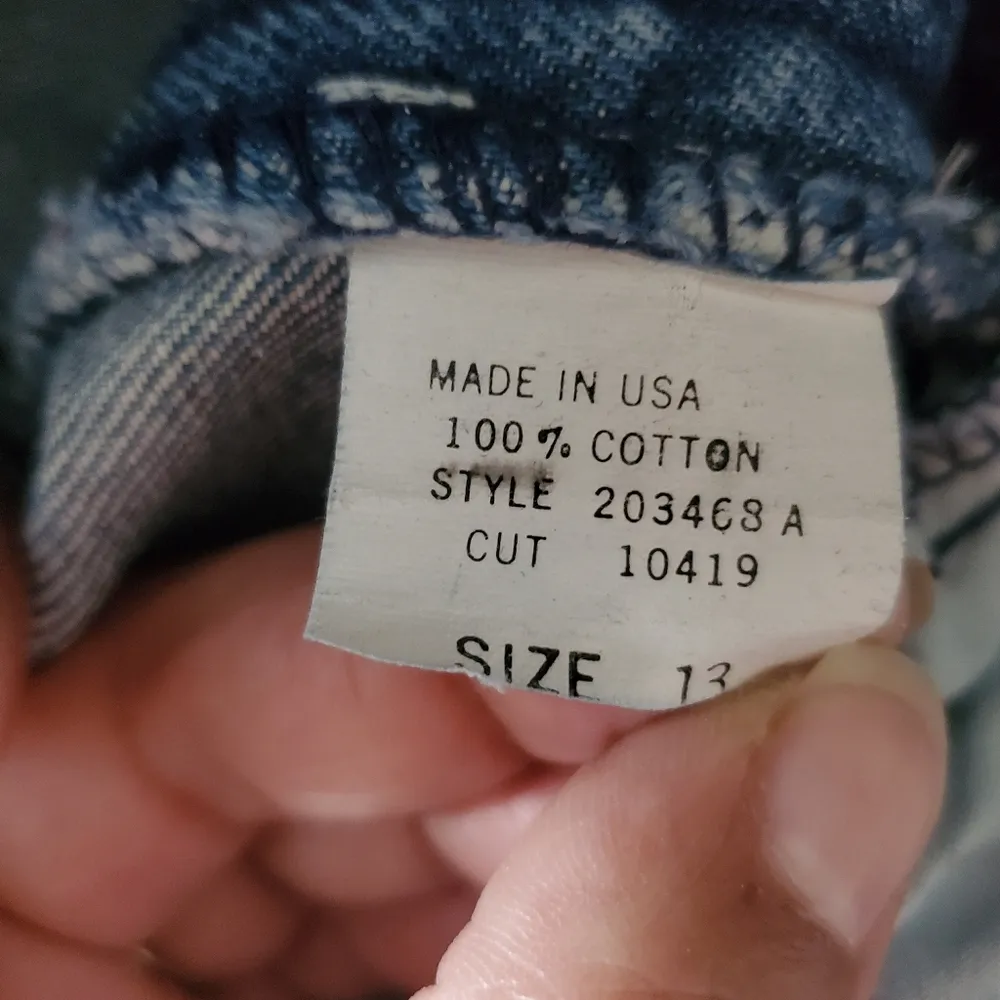 MADE IN USA
100% COTTON
STYLE 203468 A
CUT 10419
SIZE 13